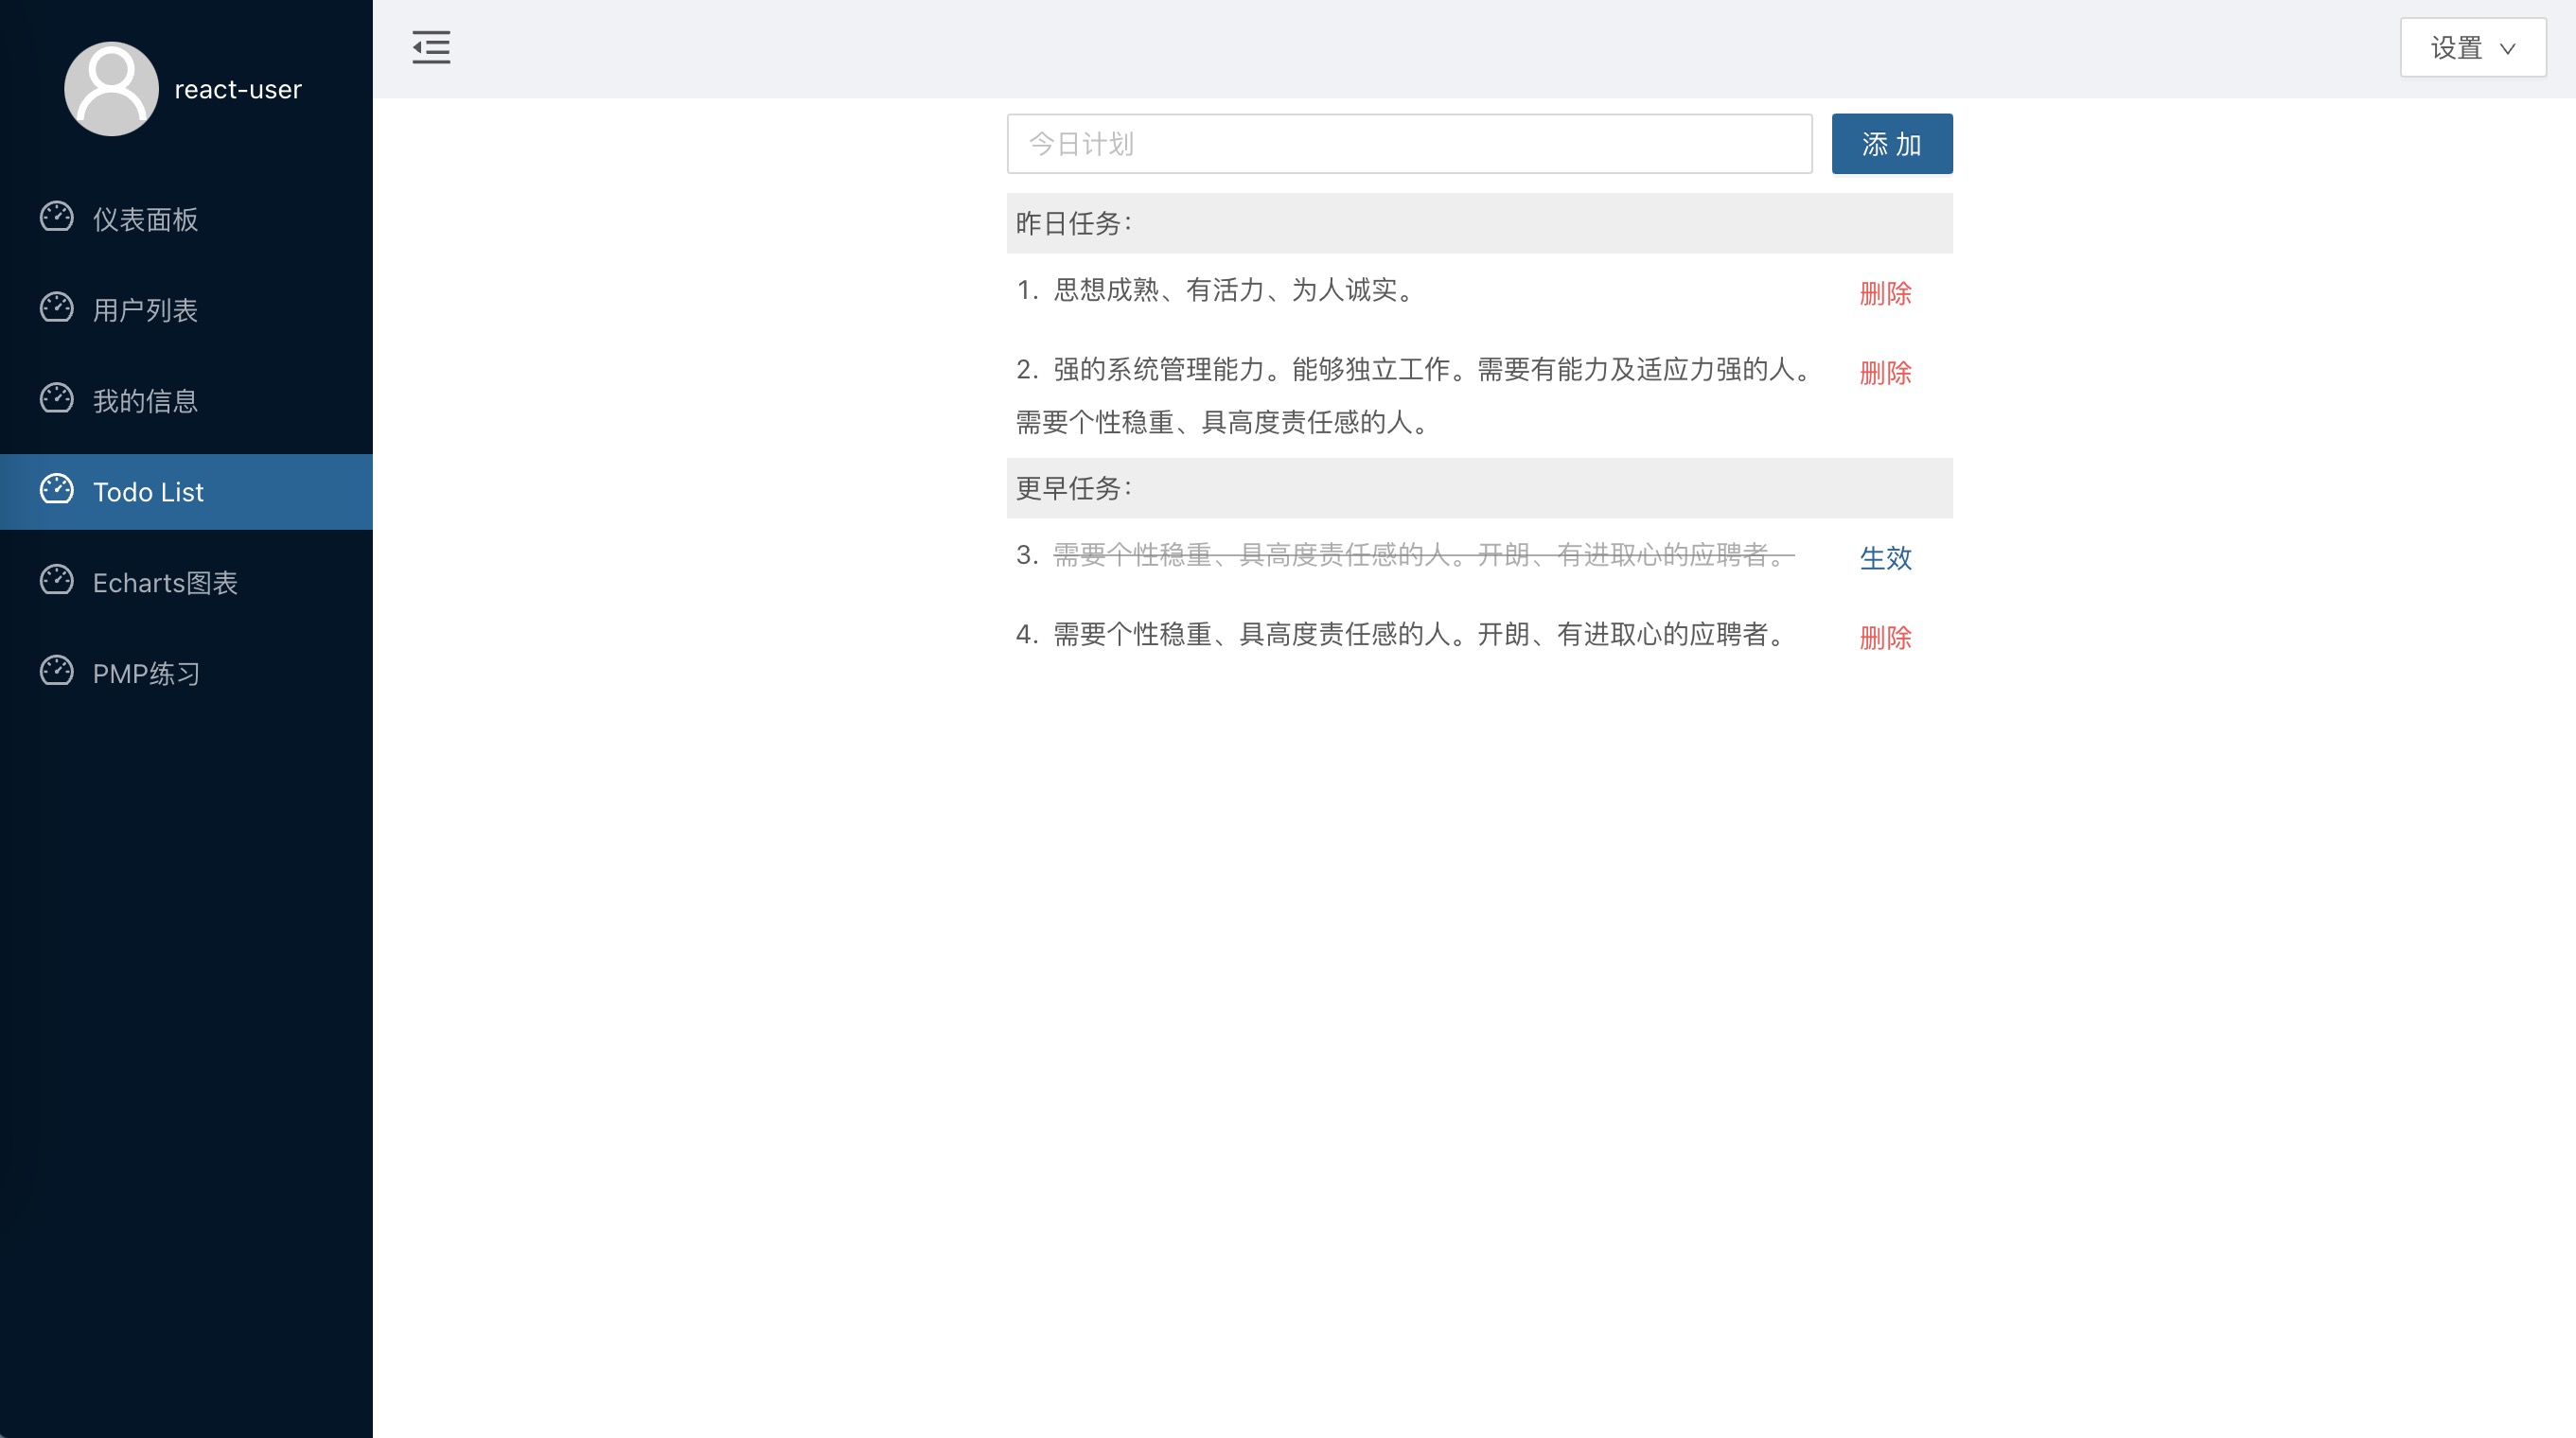 react-user
仪表面板
用户列表
我的信息
Todo List
Echarts图表
PMP练习
设置
今日计划
添 加
昨日任务：
1. 思想成熟、有活力、为人诚实。 删除
2. 强的系统管理能力。能够独立工作。需要有能力及适应力强的人。 删除
需要个性稳重、具高度责任感的人。
更早任务：
3. 需要个性稳重、具高度责任感的人。开朗、有进取心的应聘者。 生效
4. 需要个性稳重、具高度责任感的人。开朗、有进取心的应聘者。 删除